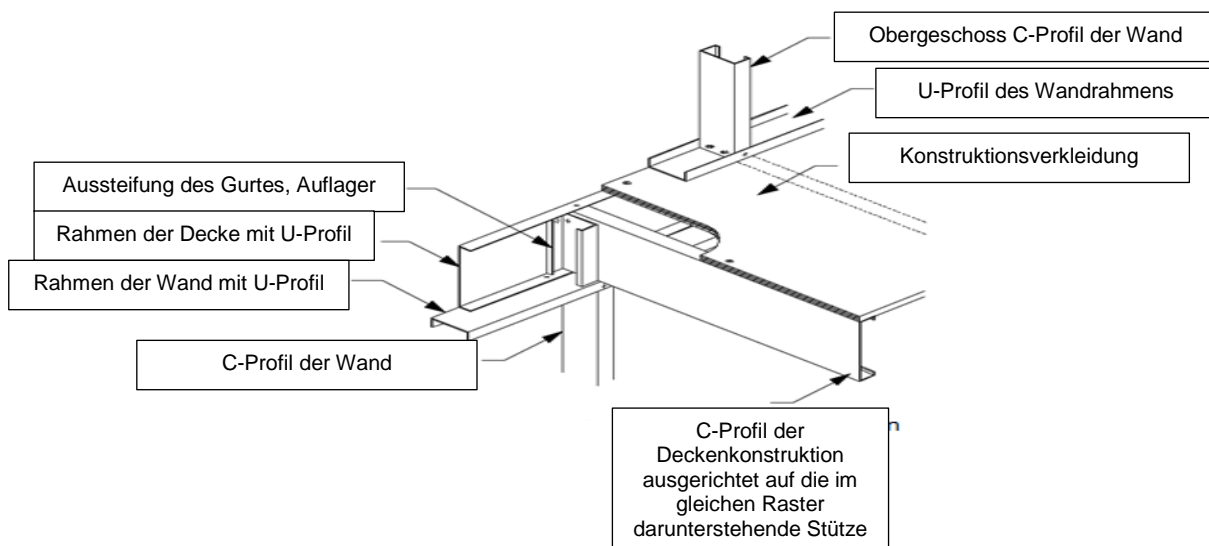 Obergeschoss C-Profil der Wand
U-Profil des Wandrahmens
Konstruktionsverkleidung
Aussteifung des Gurtes, Auflager
Rahmen der Decke mit U-Profil
Rahmen der Wand mit U-Profil
C-Profil der Wand
C-Profil der
Deckenkonstruktion
ausgerichtet auf die im
gleichen Raster
darunterstehende Stütze